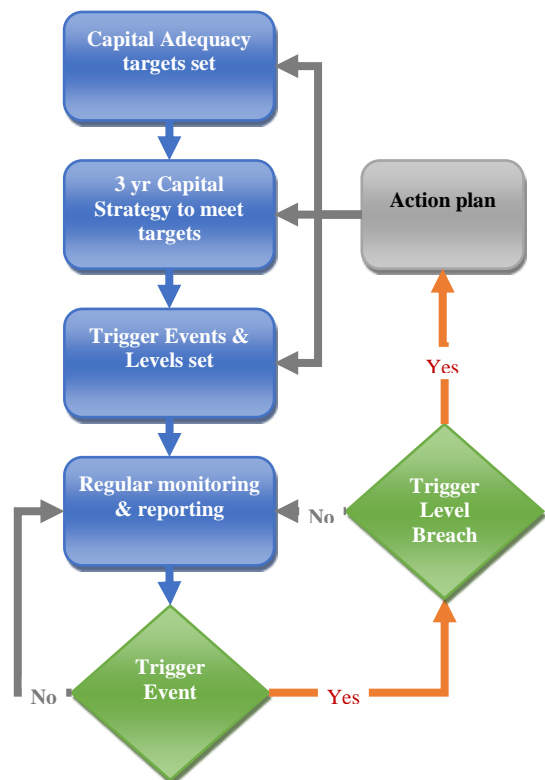 Capital Adequacy
targets set
3 yr Capital
Strategy to meet
targets
Action plan
Trigger Events &
Levels set
Yes
Regular monitoring
& reporting
No
Trigger
Level
Breach
Trigger
Event
No
Yes